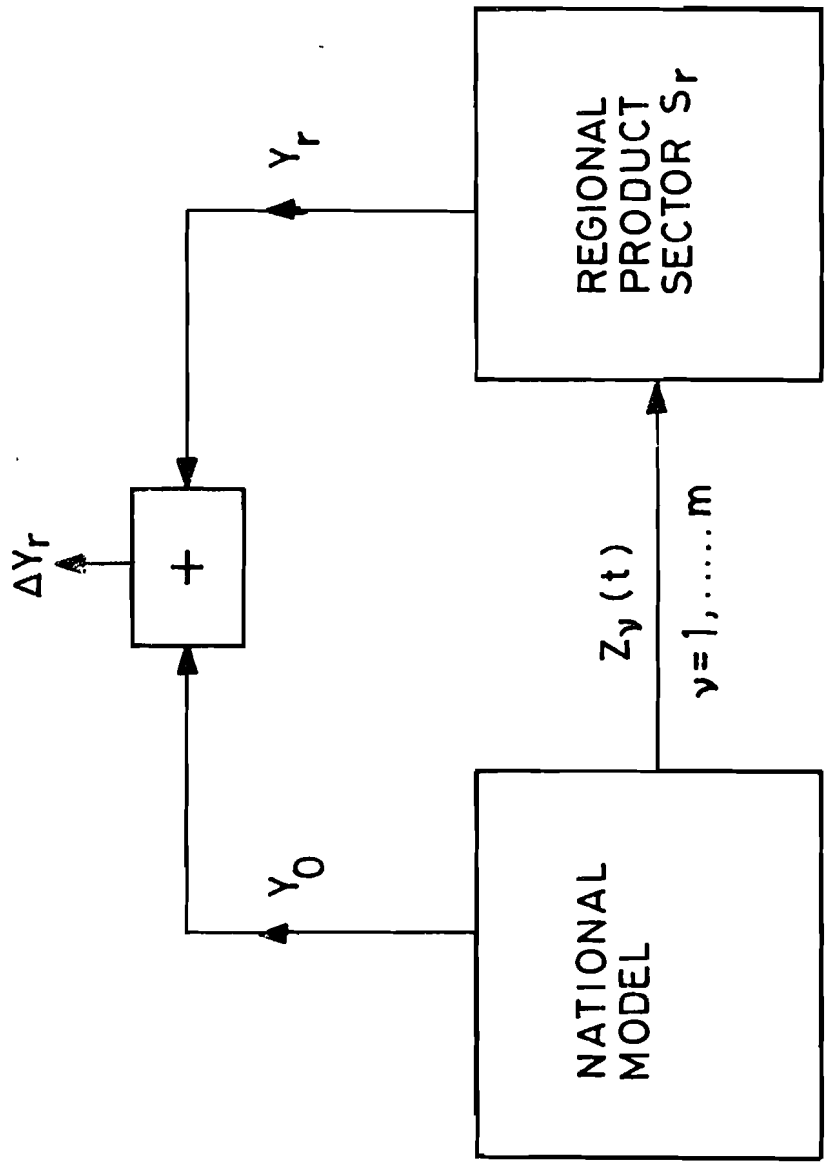 ΔYr
+
Y0
Yr
Zν(t)
ν=1,.....m
NATIONAL
MODEL
REGIONAL
PRODUCT
SECTOR Sr